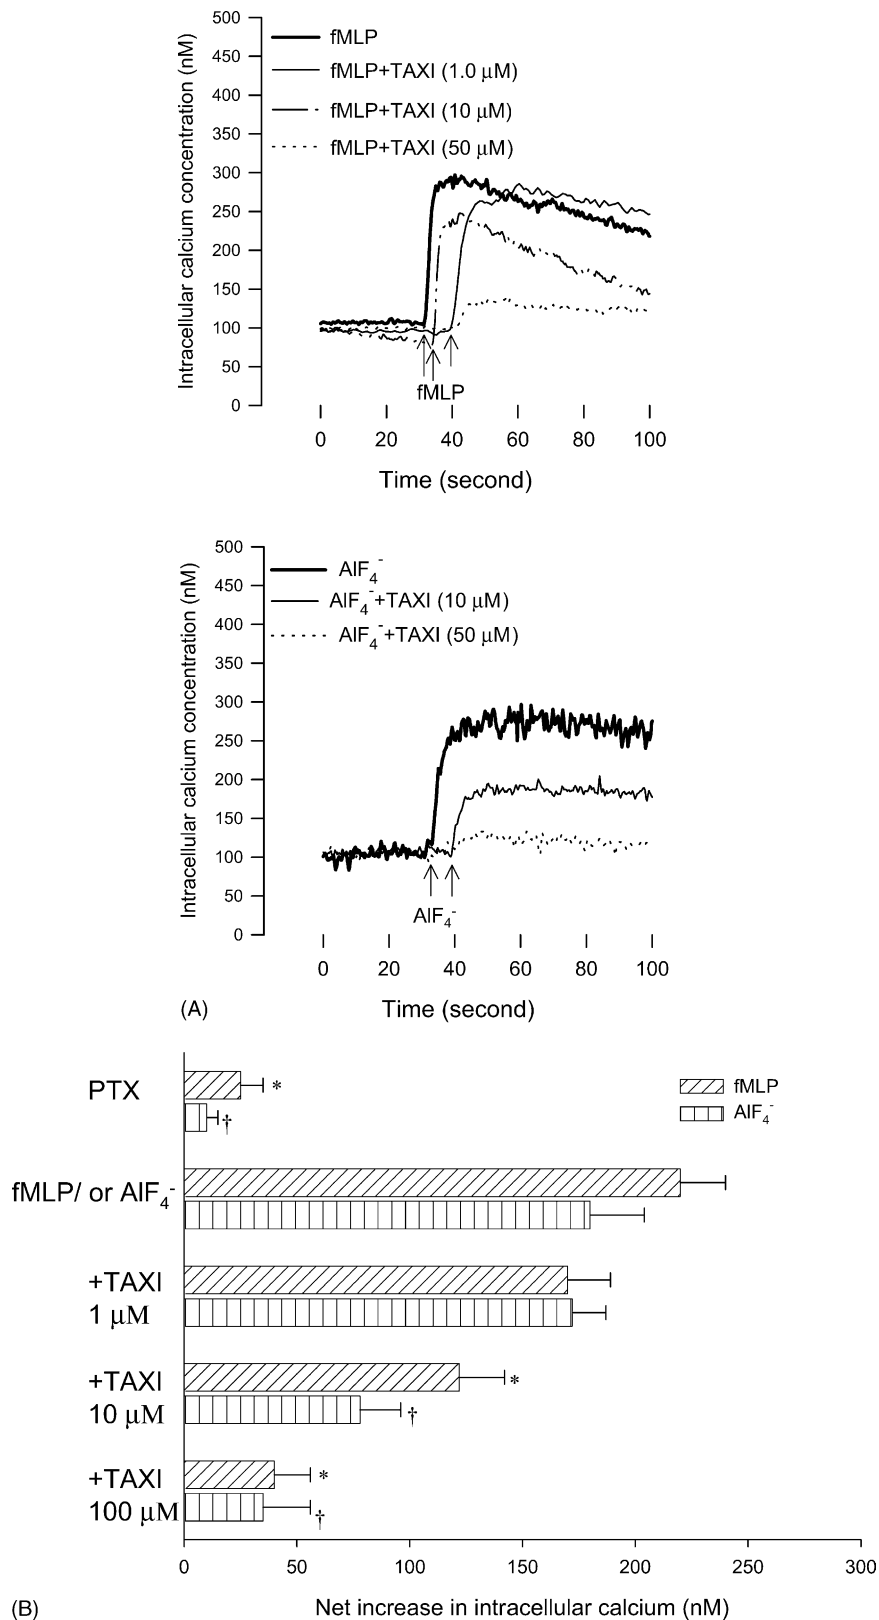 500
450
400
350
300
250
200
150
100
50
0
Intracellular calcium concentration (nM)
fMLP
fMLP+TAXI (1.0 μM)
fMLP+TAXI (10 μM)
fMLP+TAXI (50 μM)
fMLP
0 20 40 60 80 100
Time (second)
500
450
400
350
300
250
200
150
100
50
0
Intracellular calcium concentration (nM)
AlF4-
AlF4-+TAXI (10 μM)
AlF4-+TAXI (50 μM)
AlF4-
0 20 40 60 80 100
(A) Time (second)
PTX
*
†
fMLP
AlF4-
fMLP/ or AlF4-
+TAXI
1 μM
+TAXI
10 μM
*
†
+TAXI
100 μM
*
†
0 50 100 150 200 250 300
(B) Net increase in intracellular calcium (nM)